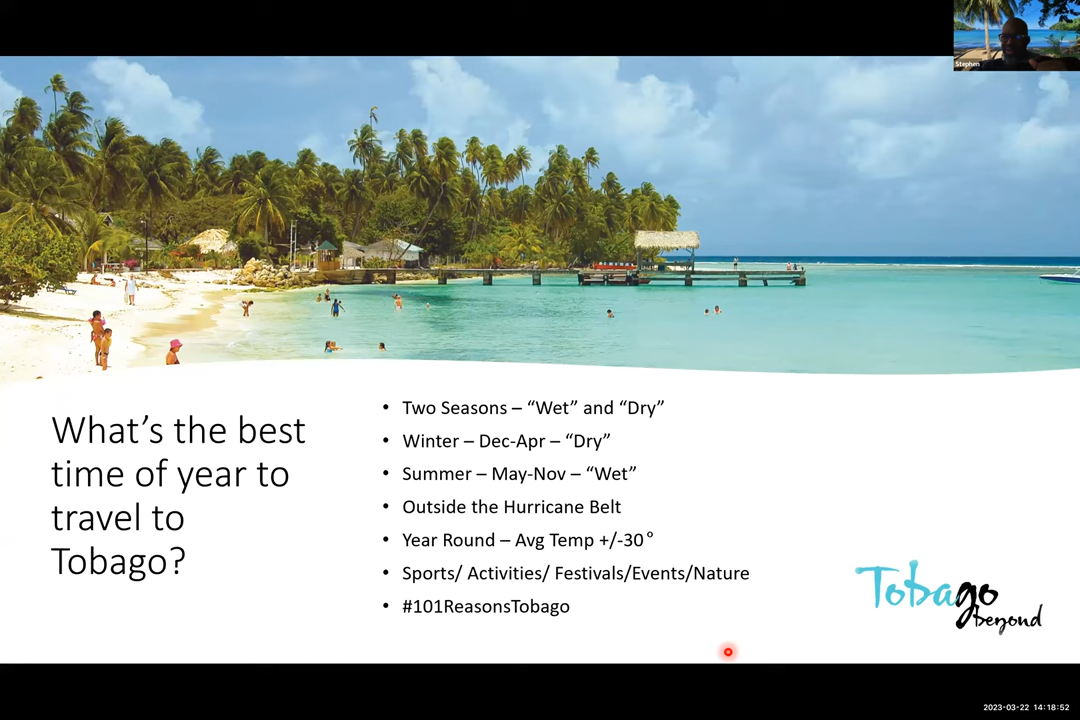 Stephen
What’s the best
time of year to
travel to
Tobago?
• Two Seasons – “Wet” and “Dry”
• Winter – Dec-Apr – “Dry”
• Summer – May-Nov – “Wet”
• Outside the Hurricane Belt
• Year Round – Avg Temp +/-30°
• Sports/ Activities/ Festivals/Events/Nature
• #101ReasonsTobago
Tobago
beyond
2023-03-22 14:18:52